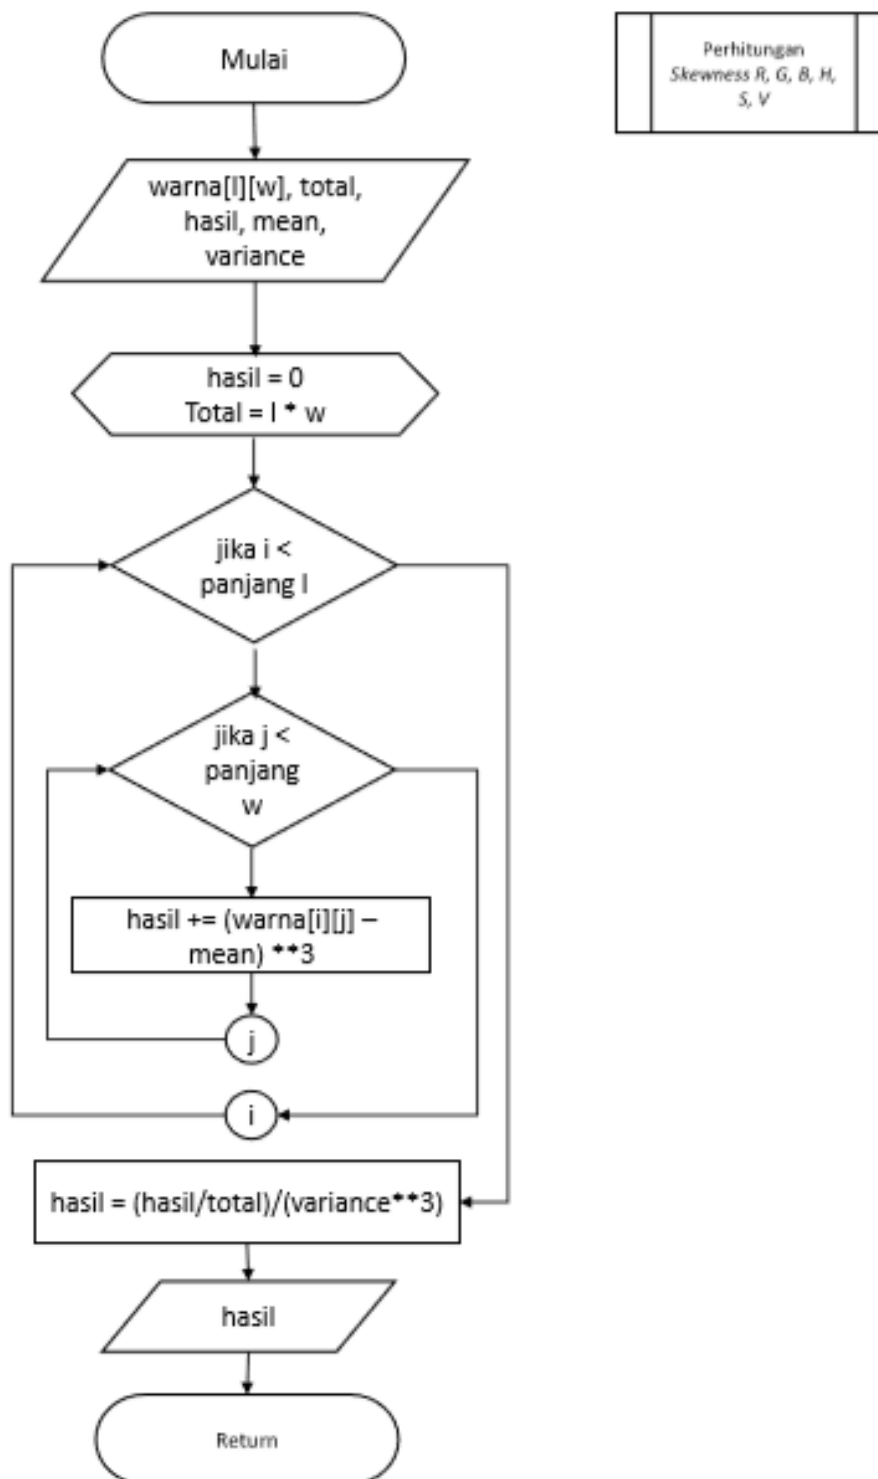 Mulai
Perhitungan
Skewness R, G, B, H,
S, V
warna[l][w], total,
hasil, mean,
variance
hasil = 0
Total = l * w
jika i <
panjang l
jika j <
panjang
w
hasil += (warna[i][j] –
mean) **3
j
i
hasil = (hasil/total)/(variance**3)
hasil
Return